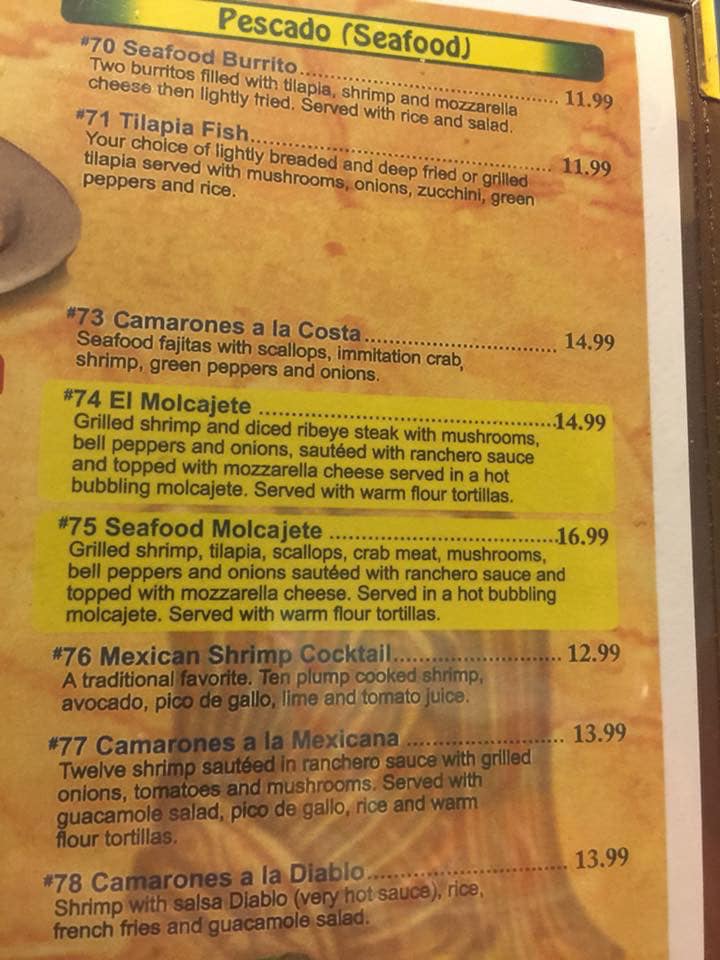 Pescado (Seafood)
#70 Seafood Burrito.......................................... 11.99
Two burritos filled with tilapia, shrimp and mozzarella
cheese then lightly fried. Served with rice and salad.
#71 Tilapia Fish.................................................. 11.99
Your choice of lightly breaded and deep fried or grilled
tilapia served with mushrooms, onions, zucchini, green
peppers and rice.
#73 Camarones a la Costa................................ 14.99
Seafood fajitas with scallops, immitation crab,
shrimp, green peppers and onions.
#74 El Molcajete ................................................14.99
Grilled shrimp and diced ribeye steak with mushrooms,
bell peppers and onions, sautéed with ranchero sauce
and topped with mozzarella cheese served in a hot
bubbling molcajete. Served with warm flour tortillas.
#75 Seafood Molcajete .....................................16.99
Grilled shrimp, tilapia, scallops, crab meat, mushrooms,
bell peppers and onions sautéed with ranchero sauce and
topped with mozzarella cheese. Served in a hot bubbling
molcajete. Served with warm flour tortillas.
#76 Mexican Shrimp Cocktail........................... 12.99
A traditional favorite. Ten plump cooked shrimp,
avocado, pico de gallo, lime and tomato juice.
#77 Camarones a la Mexicana ......................... 13.99
Twelve shrimp sautéed in ranchero sauce with grilled
onions, tomatoes and mushrooms. Served with
guacamole salad, pico de gallo, rice and warm
flour tortillas.
#78 Camarones a la Diablo............................... 13.99
Shrimp with salsa Diablo (very hot sauce), rice,
french fries and guacamole salad.